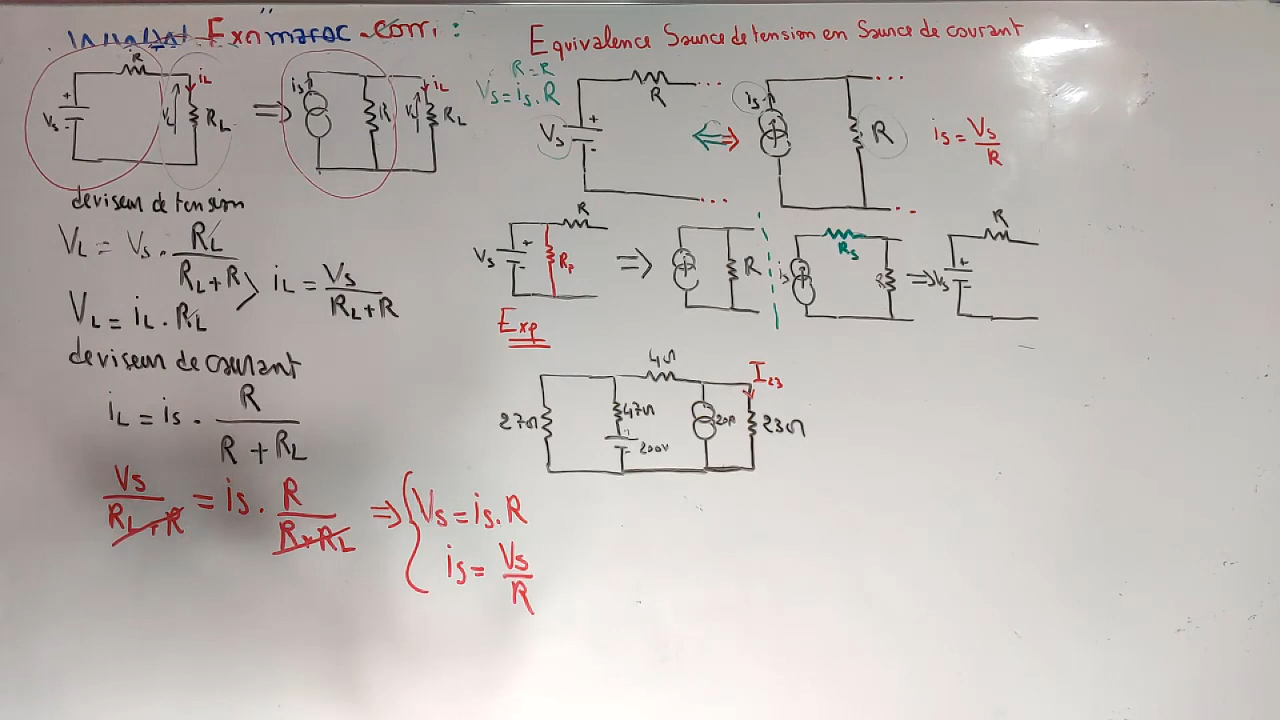 Exomaroc.com :
Equivalence Source de tension en Source de courant
R = R
Vs = is . R
R
Vs
+
-
iL
VL
RL
⇒
is
R
VL
iL
RL
Vs
+
-
R
⇔
is
R
is = Vs / R
deviseur de tension
VL = Vs . RL / (RL + R)
VL = iL . RL
iL = Vs / (RL + R)
Vs
+
-
Rp
R
⇒
R
is
Rs
R
⇒
Vs
+
-
R
Exp
deviseur de courant
iL = is . R / (R + RL)
27Ω
47Ω
200V
4Ω
20A
I23
23Ω
Vs / (RL + R) = is . R / (R + RL) ⇒ { Vs = is . R
is = Vs / R